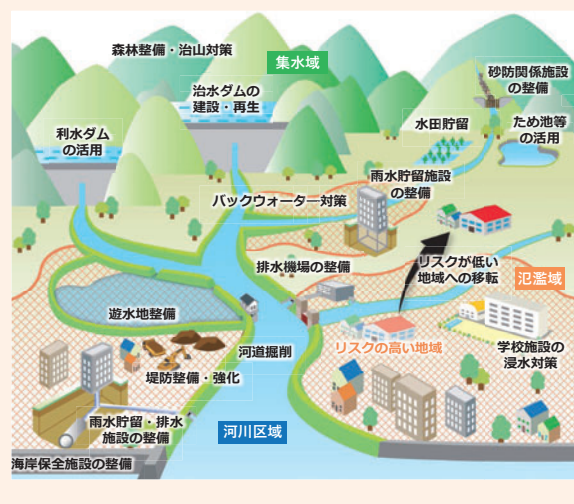 森林整備・治山対策
集水域
砂防関係施設
の整備
治水ダムの
建設・再生
水田貯留
ため池等
の活用
利水ダム
の活用
雨水貯留施設
の整備
バックウォーター対策
排水機場の整備
リスクが低い
地域への移転
氾濫域
遊水地整備
河道掘削
リスクの高い地域
学校施設の
浸水対策
堤防整備・強化
雨水貯留・排水
施設の整備
河川区域
海岸保全施設の整備